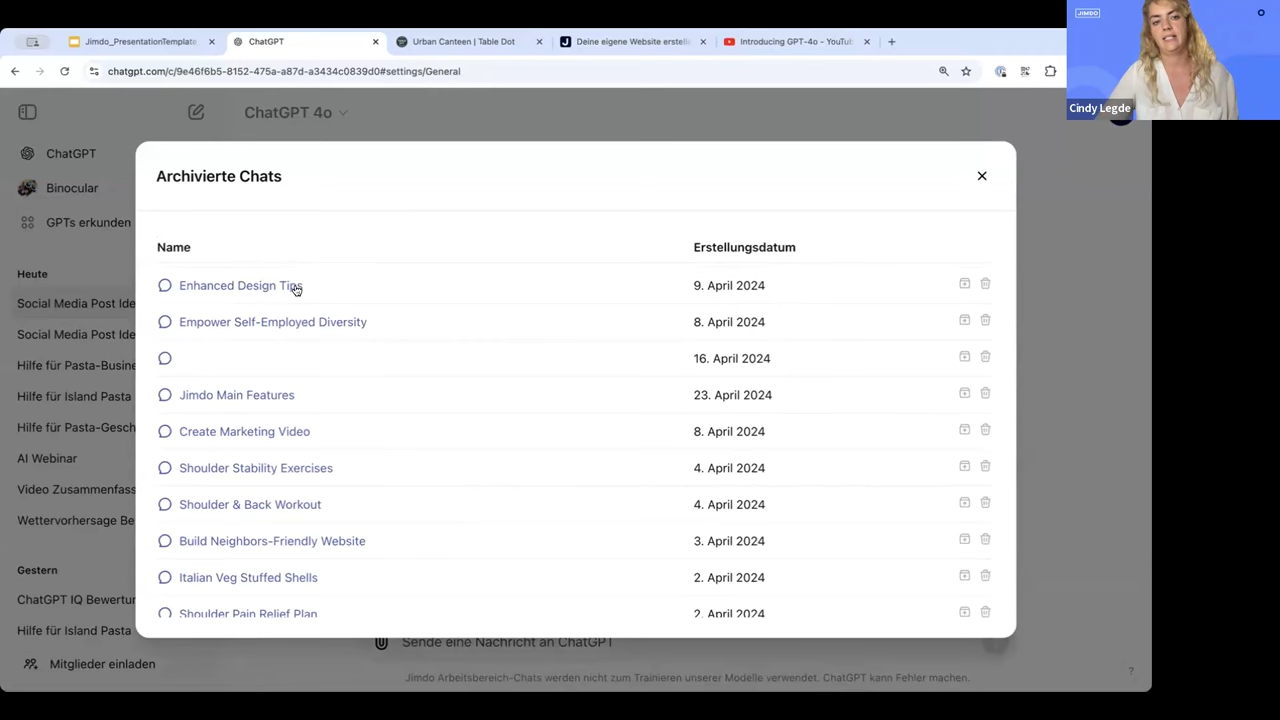 JIMDO
Cindy Legde
Jimdo_PresentationTemplate
ChatGPT
Urban Canteen | Table Dot
Deine eigene Website erstelle
Introducing GPT-4o - YouTub
chatgpt.com/c/9e46f6b5-8152-475a-a87d-a3434c0839d0#settings/General
ChatGPT 4o
ChatGPT
Binocular
GPTs erkunden
Heute
Social Media Post Ide
Social Media Post Ide
Hilfe für Pasta-Busine
Hilfe für Island Pasta
Hilfe für Pasta-Gesch
AI Webinar
Video Zusammenfass
Wettervorhersage Be
Gestern
ChatGPT IQ Bewertun
Hilfe für Island Pasta
Mitglieder einladen
Archivierte Chats
Name Erstellungsdatum
Enhanced Design Tips 9. April 2024
Empower Self-Employed Diversity 8. April 2024
16. April 2024
Jimdo Main Features 23. April 2024
Create Marketing Video 8. April 2024
Shoulder Stability Exercises 4. April 2024
Shoulder & Back Workout 4. April 2024
Build Neighbors-Friendly Website 3. April 2024
Italian Veg Stuffed Shells 2. April 2024
Shoulder Pain Relief Plan 2. April 2024
Sende eine Nachricht an ChatGPT
Jimdo Arbeitsbereich-Chats werden nicht zum Trainieren unserer Modelle verwendet. ChatGPT kann Fehler machen.
?